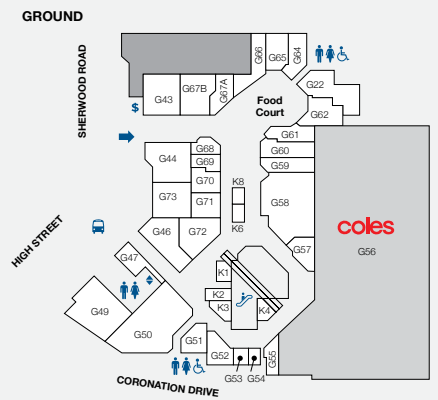 GROUND
SHERWOOD ROAD
G66
G65
G64
G43
G67B
G67A
G22
$
Food
Court
G62
G61
G68
G44
G69
G60
G59
G70
K8
G73
G71
G58
coles
K6
G46
G72
HIGH STREET
G57
G56
G47
K1
K2
K3
K4
G49
G50
G51
G52
G55
G53
G54
CORONATION DRIVE